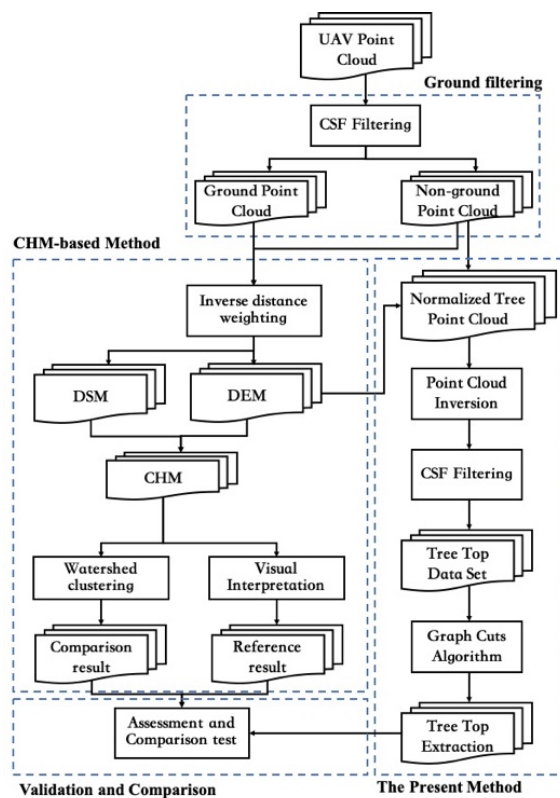 UAV Point
Cloud
Ground filtering
CSF Filtering
Ground Point
Cloud
Non-ground
Point Cloud
CHM-based Method
Inverse distance
weighting
Normalized Tree
Point Cloud
DSM
DEM
Point Cloud
Inversion
CHM
CSF Filtering
Watershed
clustering
Visual
Interpretation
Tree Top
Data Set
Comparison
result
Reference
result
Graph Cuts
Algorithm
Assessment and
Comparison test
Tree Top
Extraction
Validation and Comparison
The Present Method